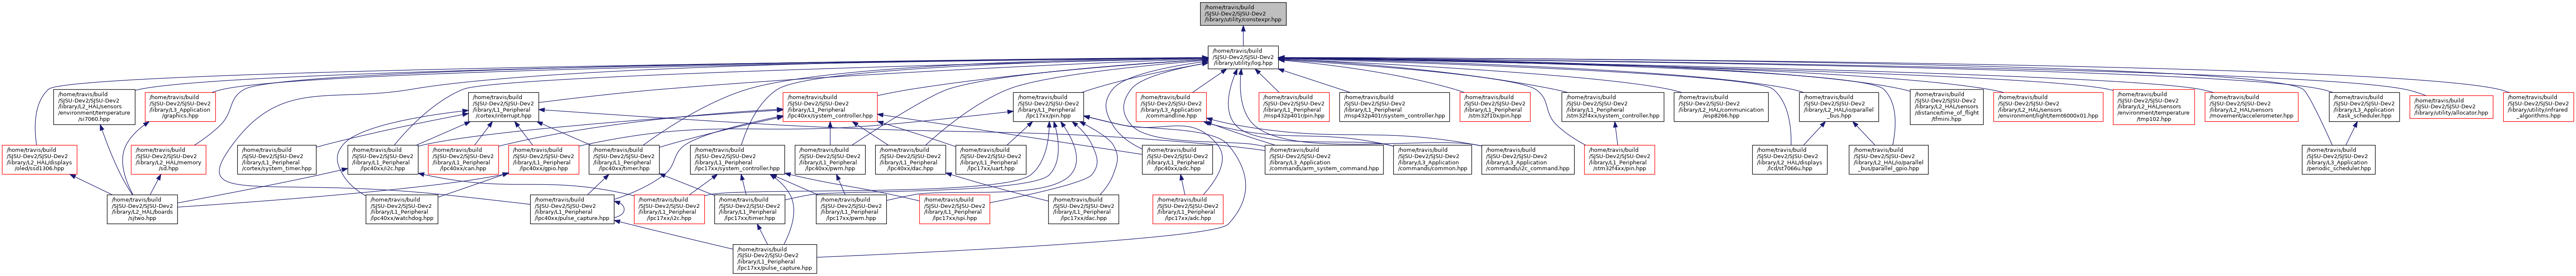 /home/travis/build
/SJSU-Dev2/SJSU-Dev2
/library/utility/constexpr.hpp
/home/travis/build
/SJSU-Dev2/SJSU-Dev2
/library/utility/log.hpp
/home/travis/build
/SJSU-Dev2/SJSU-Dev2
/library/L2_HAL/sensors
/environment/temperature
/si7060.hpp
/home/travis/build
/SJSU-Dev2/SJSU-Dev2
/library/L3_Application
/graphics.hpp
/home/travis/build
/SJSU-Dev2/SJSU-Dev2
/library/L1_Peripheral
/cortex/interrupt.hpp
/home/travis/build
/SJSU-Dev2/SJSU-Dev2
/library/L1_Peripheral
/lpc40xx/system_controller.hpp
/home/travis/build
/SJSU-Dev2/SJSU-Dev2
/library/L1_Peripheral
/lpc17xx/pin.hpp
/home/travis/build
/SJSU-Dev2/SJSU-Dev2
/library/L3_Application
/commandline.hpp
/home/travis/build
/SJSU-Dev2/SJSU-Dev2
/library/L1_Peripheral
/msp432p401r/pin.hpp
/home/travis/build
/SJSU-Dev2/SJSU-Dev2
/library/L1_Peripheral
/msp432p401r/system_controller.hpp
/home/travis/build
/SJSU-Dev2/SJSU-Dev2
/library/L1_Peripheral
/stm32f10x/pin.hpp
/home/travis/build
/SJSU-Dev2/SJSU-Dev2
/library/L1_Peripheral
/stm32f4xx/system_controller.hpp
/home/travis/build
/SJSU-Dev2/SJSU-Dev2
/library/L2_HAL/communication
/esp8266.hpp
/home/travis/build
/SJSU-Dev2/SJSU-Dev2
/library/L2_HAL/io/parallel
_bus.hpp
/home/travis/build
/SJSU-Dev2/SJSU-Dev2
/library/L2_HAL/sensors
/distance/time_of_flight
/tfmini.hpp
/home/travis/build
/SJSU-Dev2/SJSU-Dev2
/library/L2_HAL/sensors
/environment/light/temt6000x01.hpp
/home/travis/build
/SJSU-Dev2/SJSU-Dev2
/library/L2_HAL/sensors
/environment/temperature
/tmp102.hpp
/home/travis/build
/SJSU-Dev2/SJSU-Dev2
/library/L2_HAL/sensors
/movement/accelerometer.hpp
/home/travis/build
/SJSU-Dev2/SJSU-Dev2
/library/L3_Application
/task_scheduler.hpp
/home/travis/build
/SJSU-Dev2/SJSU-Dev2
/library/utility/allocator.hpp
/home/travis/build
/SJSU-Dev2/SJSU-Dev2
/library/utility/infrared
_algorithms.hpp
/home/travis/build
/SJSU-Dev2/SJSU-Dev2
/library/L2_HAL/displays
/oled/ssd1306.hpp
/home/travis/build
/SJSU-Dev2/SJSU-Dev2
/library/L2_HAL/memory
/sd.hpp
/home/travis/build
/SJSU-Dev2/SJSU-Dev2
/library/L1_Peripheral
/cortex/system_timer.hpp
/home/travis/build
/SJSU-Dev2/SJSU-Dev2
/library/L1_Peripheral
/lpc40xx/i2c.hpp
/home/travis/build
/SJSU-Dev2/SJSU-Dev2
/library/L1_Peripheral
/lpc40xx/can.hpp
/home/travis/build
/SJSU-Dev2/SJSU-Dev2
/library/L1_Peripheral
/lpc40xx/gpio.hpp
/home/travis/build
/SJSU-Dev2/SJSU-Dev2
/library/L1_Peripheral
/lpc40xx/timer.hpp
/home/travis/build
/SJSU-Dev2/SJSU-Dev2
/library/L1_Peripheral
/lpc17xx/system_controller.hpp
/home/travis/build
/SJSU-Dev2/SJSU-Dev2
/library/L1_Peripheral
/lpc40xx/pwm.hpp
/home/travis/build
/SJSU-Dev2/SJSU-Dev2
/library/L1_Peripheral
/lpc40xx/dac.hpp
/home/travis/build
/SJSU-Dev2/SJSU-Dev2
/library/L1_Peripheral
/lpc17xx/uart.hpp
/home/travis/build
/SJSU-Dev2/SJSU-Dev2
/library/L1_Peripheral
/lpc40xx/adc.hpp
/home/travis/build
/SJSU-Dev2/SJSU-Dev2
/library/L3_Application
/commands/arm_system_command.hpp
/home/travis/build
/SJSU-Dev2/SJSU-Dev2
/library/L3_Application
/commands/common.hpp
/home/travis/build
/SJSU-Dev2/SJSU-Dev2
/library/L3_Application
/commands/i2c_command.hpp
/home/travis/build
/SJSU-Dev2/SJSU-Dev2
/library/L1_Peripheral
/stm32f4xx/pin.hpp
/home/travis/build
/SJSU-Dev2/SJSU-Dev2
/library/L2_HAL/displays
/lcd/st7066u.hpp
/home/travis/build
/SJSU-Dev2/SJSU-Dev2
/library/L2_HAL/io/parallel
_bus/parallel_gpio.hpp
/home/travis/build
/SJSU-Dev2/SJSU-Dev2
/library/L3_Application
/periodic_scheduler.hpp
/home/travis/build
/SJSU-Dev2/SJSU-Dev2
/library/L2_HAL/boards
/sjtwo.hpp
/home/travis/build
/SJSU-Dev2/SJSU-Dev2
/library/L1_Peripheral
/lpc40xx/watchdog.hpp
/home/travis/build
/SJSU-Dev2/SJSU-Dev2
/library/L1_Peripheral
/lpc40xx/pulse_capture.hpp
/home/travis/build
/SJSU-Dev2/SJSU-Dev2
/library/L1_Peripheral
/lpc17xx/i2c.hpp
/home/travis/build
/SJSU-Dev2/SJSU-Dev2
/library/L1_Peripheral
/lpc17xx/timer.hpp
/home/travis/build
/SJSU-Dev2/SJSU-Dev2
/library/L1_Peripheral
/lpc17xx/pwm.hpp
/home/travis/build
/SJSU-Dev2/SJSU-Dev2
/library/L1_Peripheral
/lpc17xx/spi.hpp
/home/travis/build
/SJSU-Dev2/SJSU-Dev2
/library/L1_Peripheral
/lpc17xx/dac.hpp
/home/travis/build
/SJSU-Dev2/SJSU-Dev2
/library/L1_Peripheral
/lpc17xx/adc.hpp
/home/travis/build
/SJSU-Dev2/SJSU-Dev2
/library/L1_Peripheral
/lpc17xx/pulse_capture.hpp